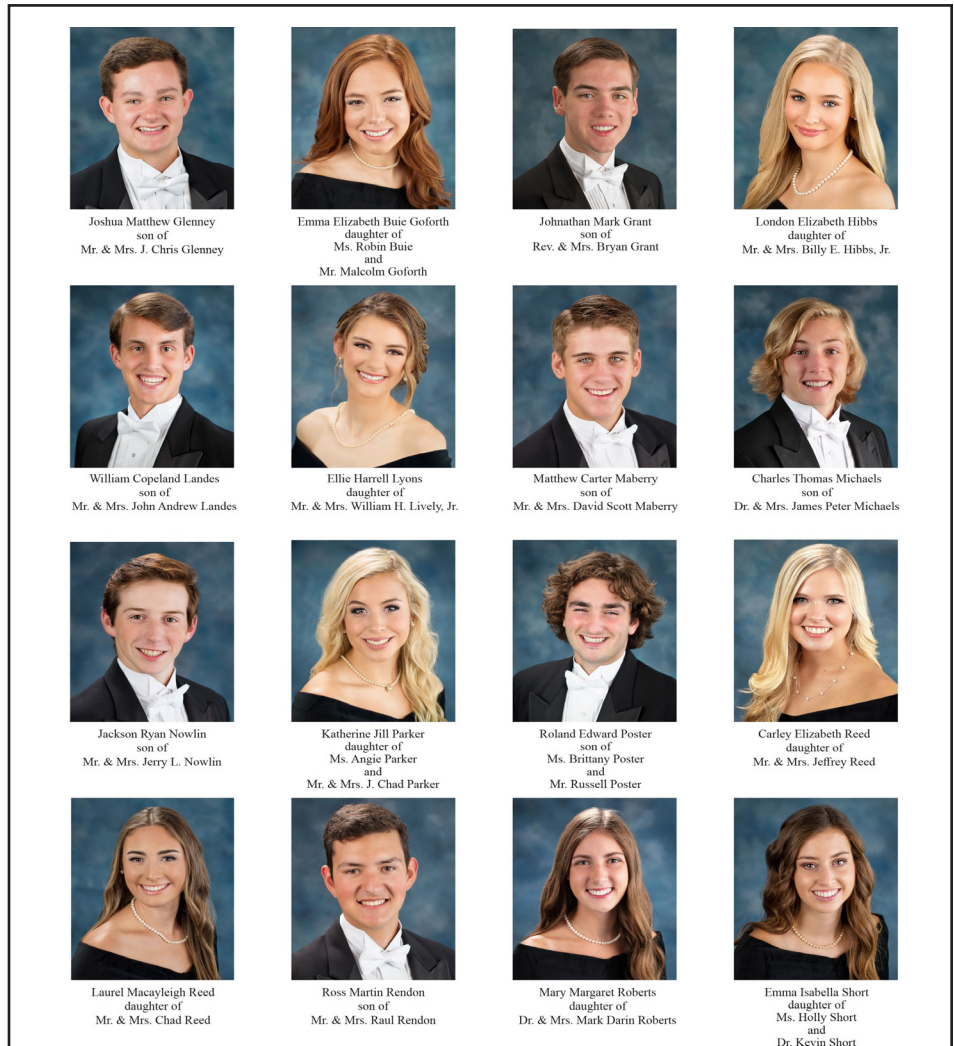 Joshua Matthew Glenney
son of
Mr. & Mrs. J. Chris Glenney
Emma Elizabeth Buie Goforth
daughter of
Ms. Robin Buie
and
Mr. Malcolm Goforth
Johnathan Mark Grant
son of
Rev. & Mrs. Bryan Grant
London Elizabeth Hibbs
daughter of
Mr. & Mrs. Billy E. Hibbs, Jr.
William Copeland Landes
son of
Mr. & Mrs. John Andrew Landes
Ellie Harrell Lyons
daughter of
Mr. & Mrs. William H. Lively, Jr.
Matthew Carter Maberry
son of
Mr. & Mrs. David Scott Maberry
Charles Thomas Michaels
son of
Dr. & Mrs. James Peter Michaels
Jackson Ryan Nowlin
son of
Mr. & Mrs. Jerry L. Nowlin
Katherine Jill Parker
daughter of
Ms. Angie Parker
and
Mr. & Mrs. J. Chad Parker
Roland Edward Poster
son of
Ms. Brittany Poster
and
Mr. Russell Poster
Carley Elizabeth Reed
daughter of
Mr. & Mrs. Jeffrey Reed
Laurel Macayleigh Reed
daughter of
Mr. & Mrs. Chad Reed
Ross Martin Rendon
son of
Mr. & Mrs. Raul Rendon
Mary Margaret Roberts
daughter of
Dr. & Mrs. Mark Darin Roberts
Emma Isabella Short
daughter of
Ms. Holly Short
and
Dr. Kevin Short